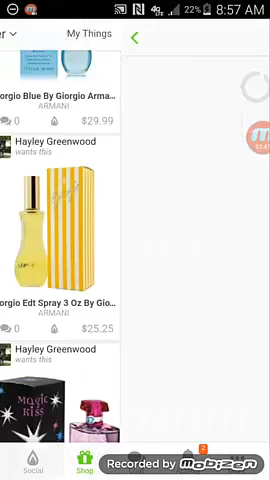 22% 8:57 AM
er My Things
orgio Blue By Giorgio Arma...
ARMANI
0 $29.99
Hayley Greenwood
wants this
Giorgio
orgio Edt Spray 3 Oz By Gio...
ARMANI
0 $25.25
Hayley Greenwood
wants this
MAGIC
KISS
2
Social
Shop
Recorded by Mobizen